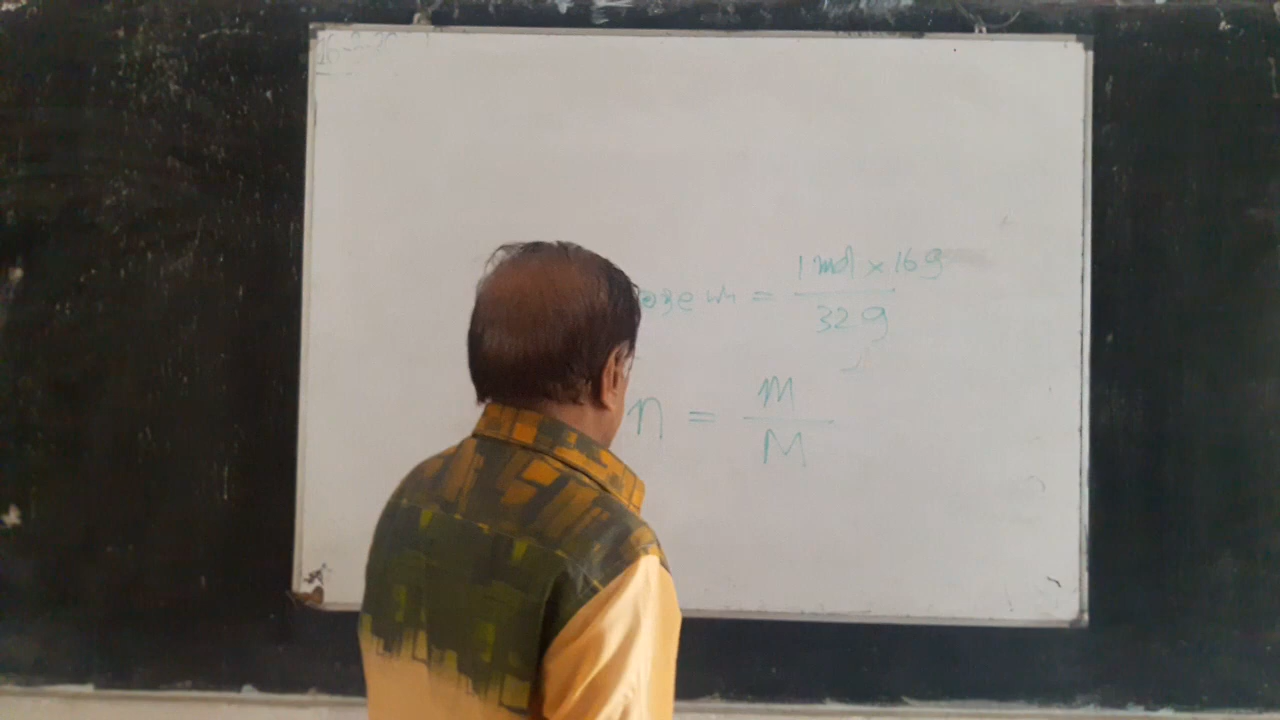 = 1 mol × 16 g / 32 g
n = m / M